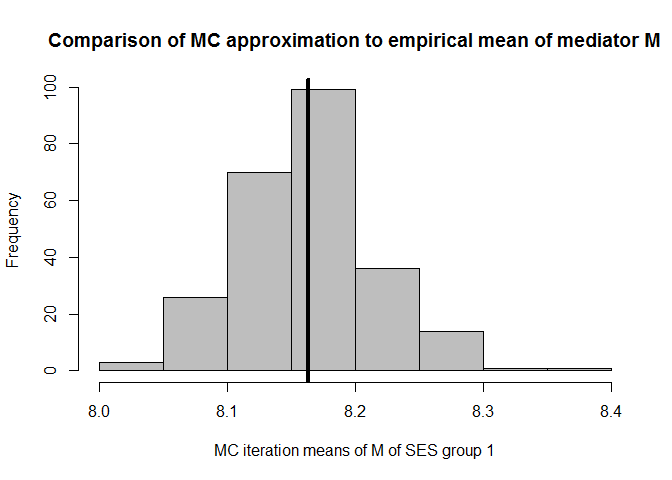 Comparison of MC approximation to empirical mean of mediator M
100
80
60
40
20
0
Frequency
8.0 8.1 8.2 8.3 8.4
MC iteration means of M of SES group 1